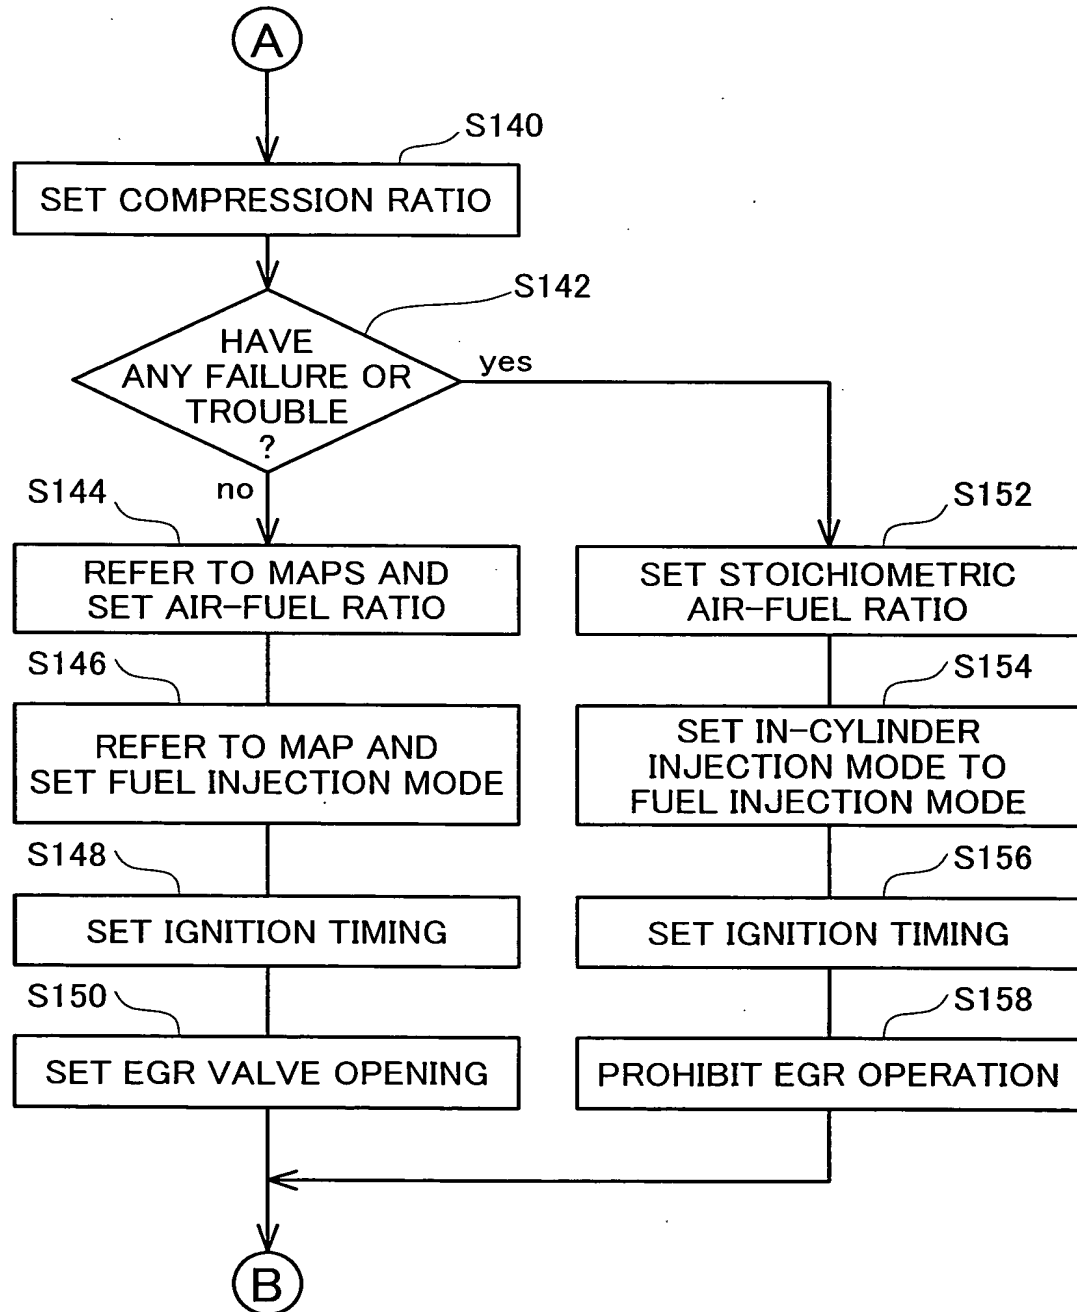 A
S140
SET COMPRESSION RATIO
S142
HAVE
ANY FAILURE OR
TROUBLE
?
yes
no
S144
REFER TO MAPS AND
SET AIR-FUEL RATIO
S146
REFER TO MAP AND
SET FUEL INJECTION MODE
S148
SET IGNITION TIMING
S150
SET EGR VALVE OPENING
S152
SET STOICHIOMETRIC
AIR-FUEL RATIO
S154
SET IN-CYLINDER
INJECTION MODE TO
FUEL INJECTION MODE
S156
SET IGNITION TIMING
S158
PROHIBIT EGR OPERATION
B